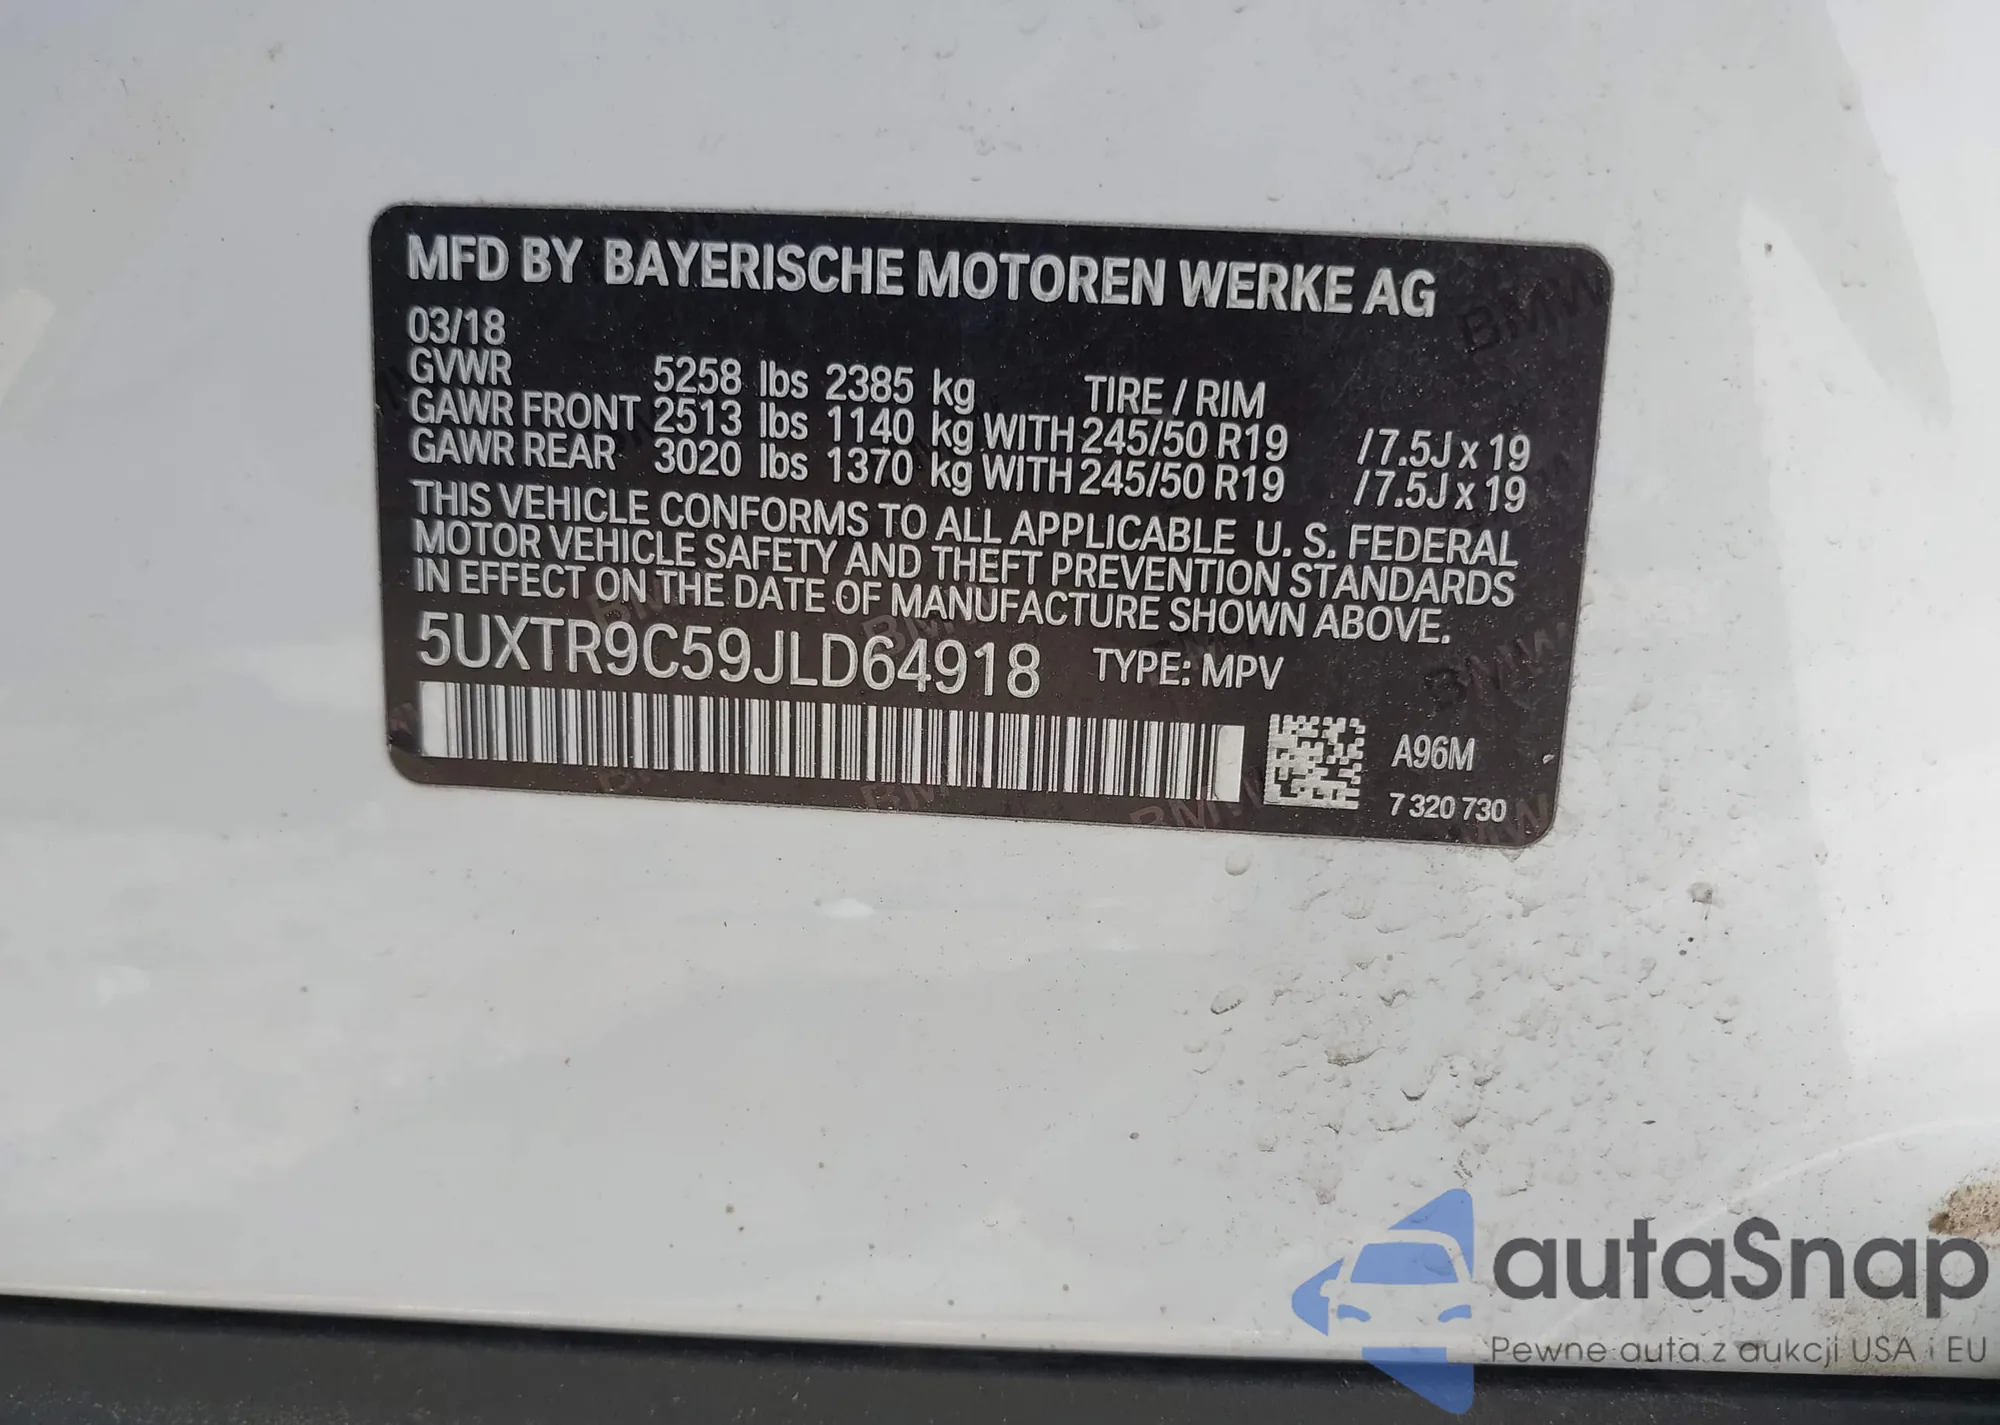 MFD BY BAYERISCHE MOTOREN WERKE AG
03/18
GVWR 5258 lbs 2385 kg TIRE / RIM
GAWR FRONT 2513 lbs 1140 kg WITH 245/50 R19 /7.5J x 19
GAWR REAR 3020 lbs 1370 kg WITH 245/50 R19 /7.5J x 19
THIS VEHICLE CONFORMS TO ALL APPLICABLE U. S. FEDERAL
MOTOR VEHICLE SAFETY AND THEFT PREVENTION STANDARDS
IN EFFECT ON THE DATE OF MANUFACTURE SHOWN ABOVE.
5UXTR9C59JLD64918 TYPE: MPV
A96M
7 320 730
autaSnap
Pewne auta z aukcji USA i EU